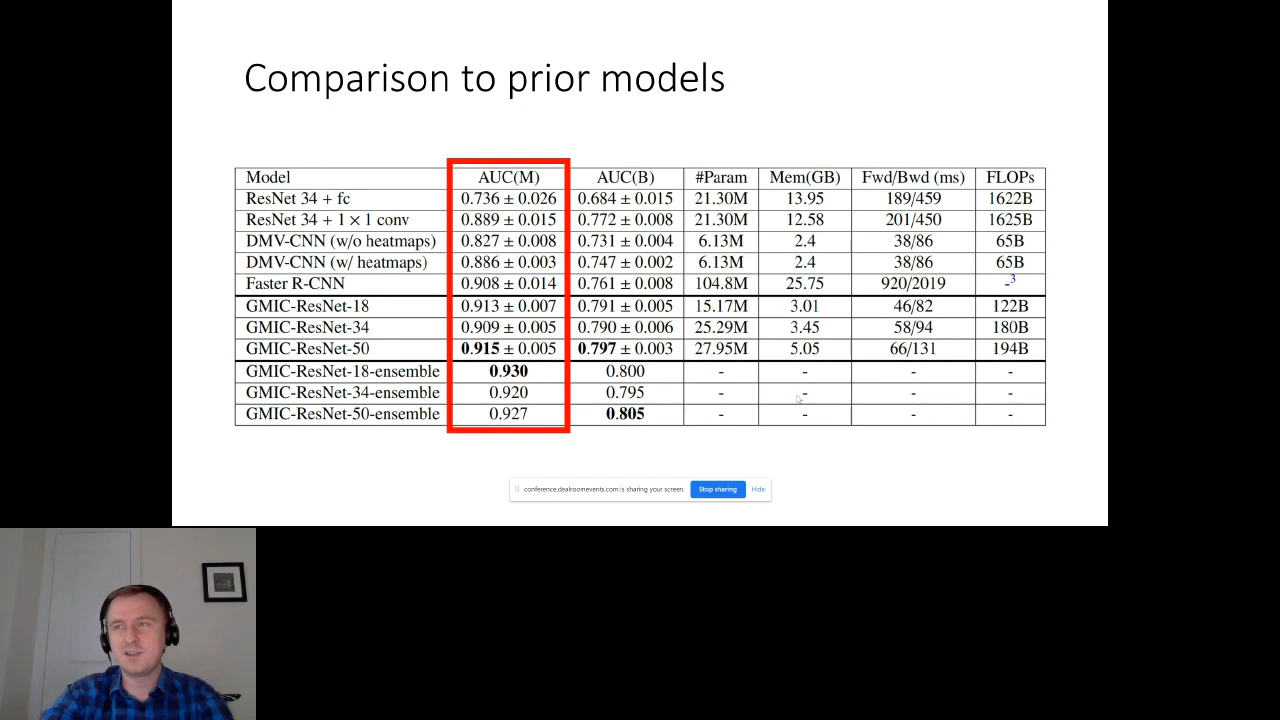 Comparison to prior models
Model AUC(M) AUC(B) #Param Mem(GB) Fwd/Bwd (ms) FLOPs
ResNet 34 + fc 0.736 ± 0.026 0.684 ± 0.015 21.30M 13.95 189/459 1622B
ResNet 34 + 1 × 1 conv 0.889 ± 0.015 0.772 ± 0.008 21.30M 12.58 201/450 1625B
DMV-CNN (w/o heatmaps) 0.827 ± 0.008 0.731 ± 0.004 6.13M 2.4 38/86 65B
DMV-CNN (w/ heatmaps) 0.886 ± 0.003 0.747 ± 0.002 6.13M 2.4 38/86 65B
Faster R-CNN 0.908 ± 0.014 0.761 ± 0.008 104.8M 25.75 920/2019 -3
GMIC-ResNet-18 0.913 ± 0.007 0.791 ± 0.005 15.17M 3.01 46/82 122B
GMIC-ResNet-34 0.909 ± 0.005 0.790 ± 0.006 25.29M 3.45 58/94 180B
GMIC-ResNet-50 0.915 ± 0.005 0.797 ± 0.003 27.95M 5.05 66/131 194B
GMIC-ResNet-18-ensemble 0.930 0.800 - - - -
GMIC-ResNet-34-ensemble 0.920 0.795 - - - -
GMIC-ResNet-50-ensemble 0.927 0.805 - - - -
conference.dealroomevents.com is sharing your screen. Stop sharing Hide